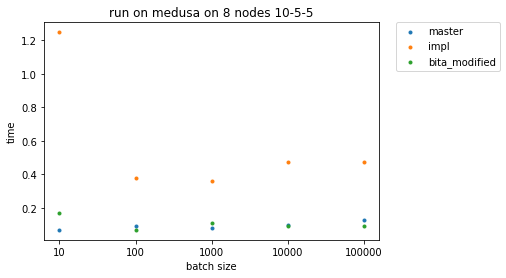 run on medusa on 8 nodes 10-5-5
master
impl
bita_modified
1.2
1.0
0.8
0.6
0.4
0.2
time
10
100
1000
10000
100000
batch size